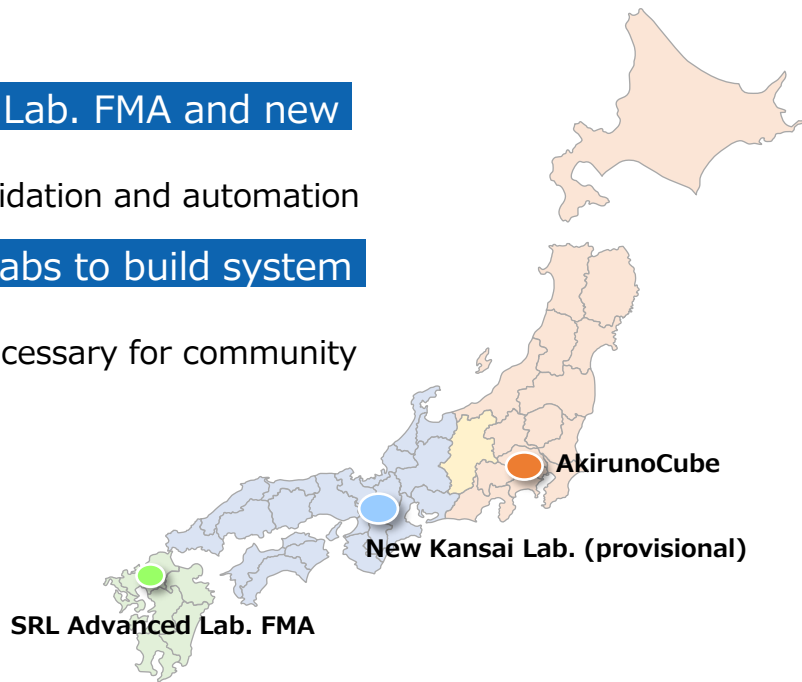 Lab. FMA and new
idation and automation
abs to build system
cessary for community
AkirunoCube
New Kansai Lab. (provisional)
SRL Advanced Lab. FMA